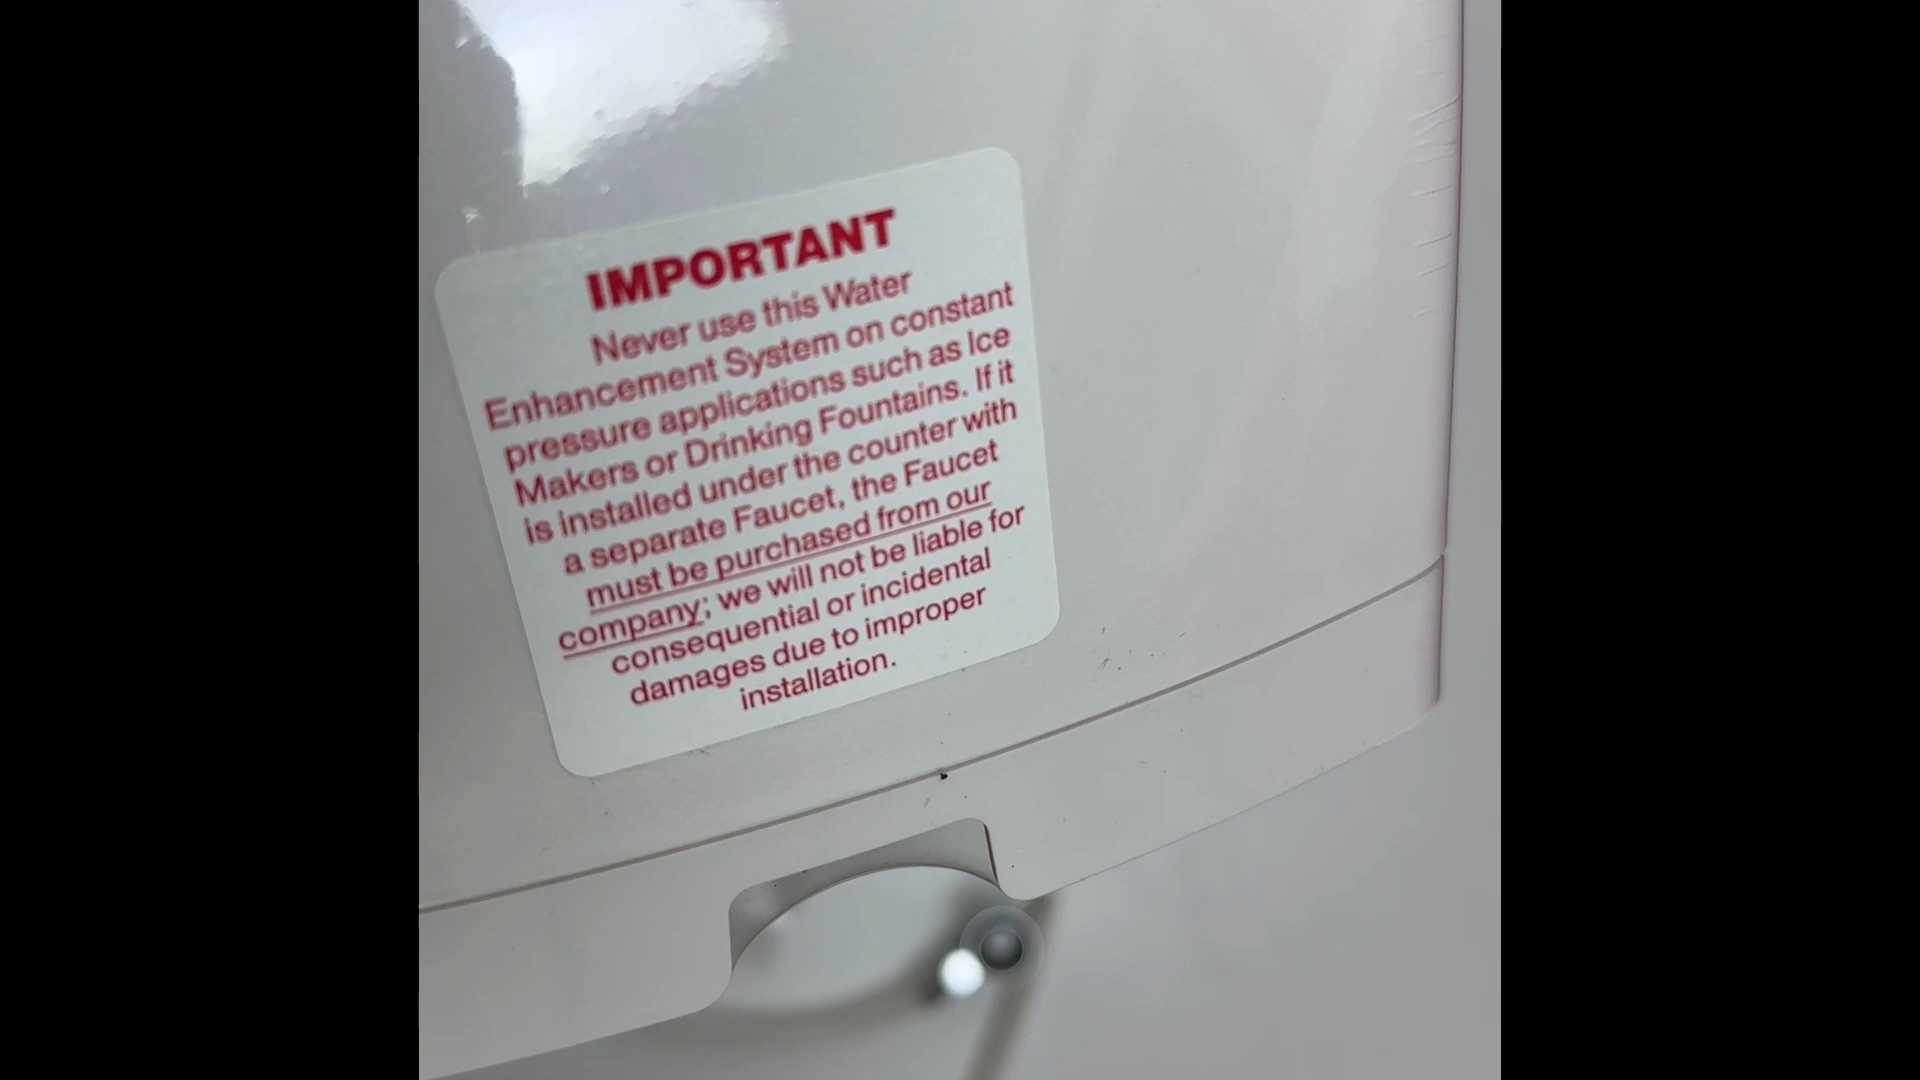 IMPORTANT
Never use this Water
Enhancement System on constant
pressure applications such as Ice
Makers or Drinking Fountains. If it
is installed under the counter with
a separate Faucet, the Faucet
must be purchased from our
company; we will not be liable for
consequential or incidental
damages due to improper
installation.